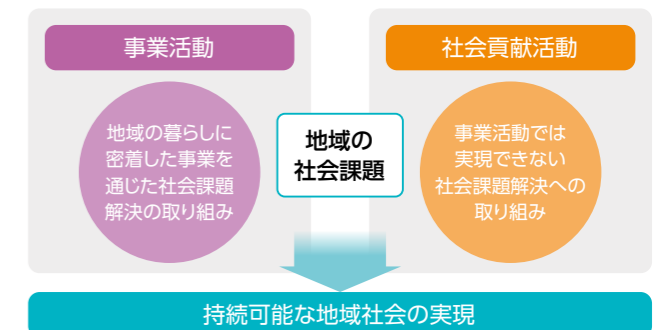 事業活動
地域の暮らしに
密着した事業を
通じた社会課題
解決の取り組み
地域の
社会課題
社会貢献活動
事業活動では
実現できない
社会課題解決への
取り組み
持続可能な地域社会の実現